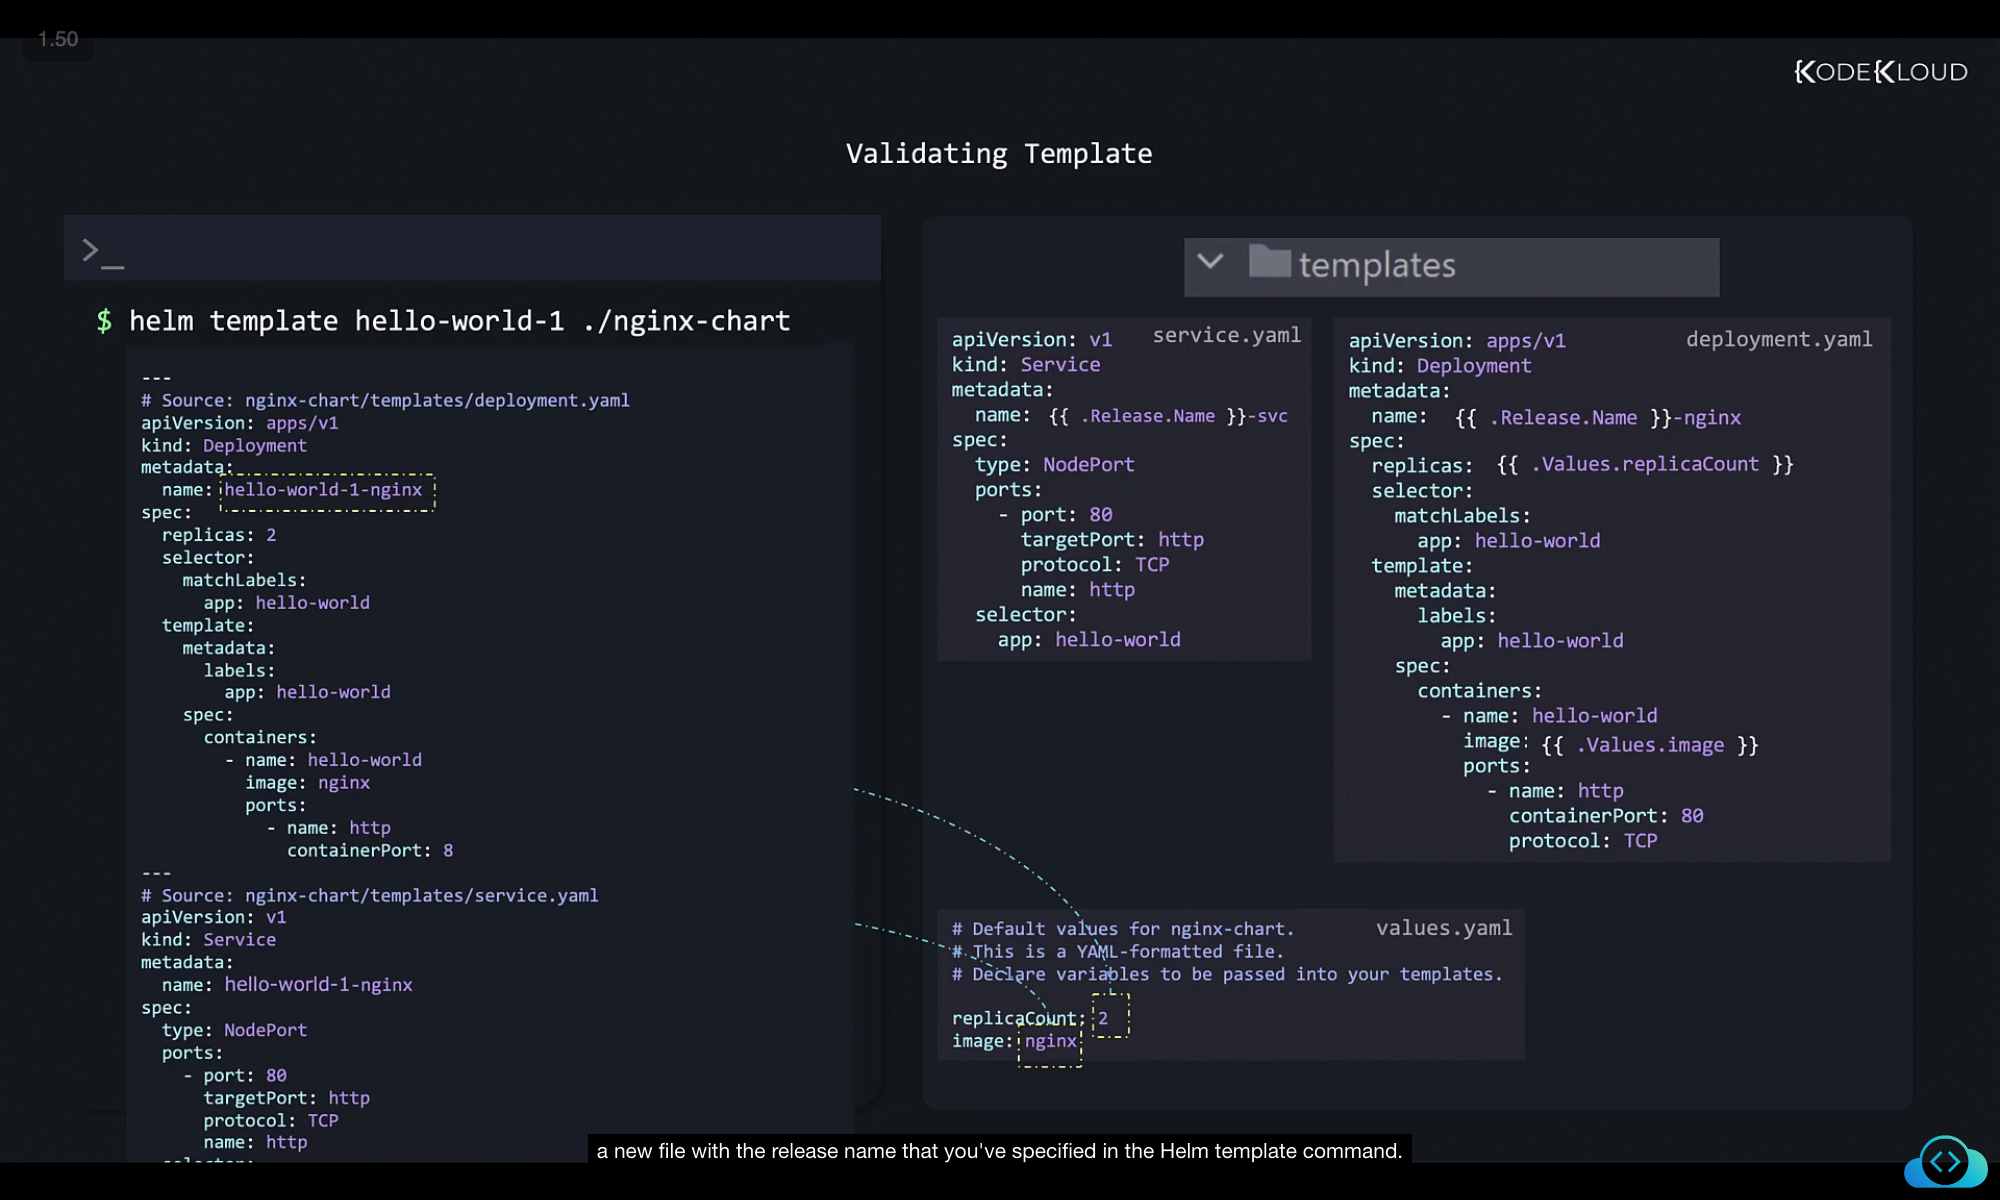 1.50
KODEKLOUD
Validating Template
>_
$ helm template hello-world-1 ./nginx-chart
---
# Source: nginx-chart/templates/deployment.yaml
apiVersion: apps/v1
kind: Deployment
metadata:
  name: hello-world-1-nginx
spec:
  replicas: 2
  selector:
    matchLabels:
      app: hello-world
  template:
    metadata:
      labels:
        app: hello-world
    spec:
      containers:
        - name: hello-world
          image: nginx
          ports:
            - name: http
              containerPort: 8
---
# Source: nginx-chart/templates/service.yaml
apiVersion: v1
kind: Service
metadata:
  name: hello-world-1-nginx
spec:
  type: NodePort
  ports:
    - port: 80
      targetPort: http
      protocol: TCP
      name: http
templates
service.yaml
apiVersion: v1
kind: Service
metadata:
  name: {{ .Release.Name }}-svc
spec:
  type: NodePort
  ports:
    - port: 80
      targetPort: http
      protocol: TCP
      name: http
  selector:
    app: hello-world
deployment.yaml
apiVersion: apps/v1
kind: Deployment
metadata:
  name: {{ .Release.Name }}-nginx
spec:
  replicas: {{ .Values.replicaCount }}
  selector:
    matchLabels:
      app: hello-world
  template:
    metadata:
      labels:
        app: hello-world
    spec:
      containers:
        - name: hello-world
          image: {{ .Values.image }}
          ports:
            - name: http
              containerPort: 80
              protocol: TCP
values.yaml
# Default values for nginx-chart.
# This is a YAML-formatted file.
# Declare variables to be passed into your templates.
replicaCount: 2
image: nginx
a new file with the release name that you've specified in the Helm template command.